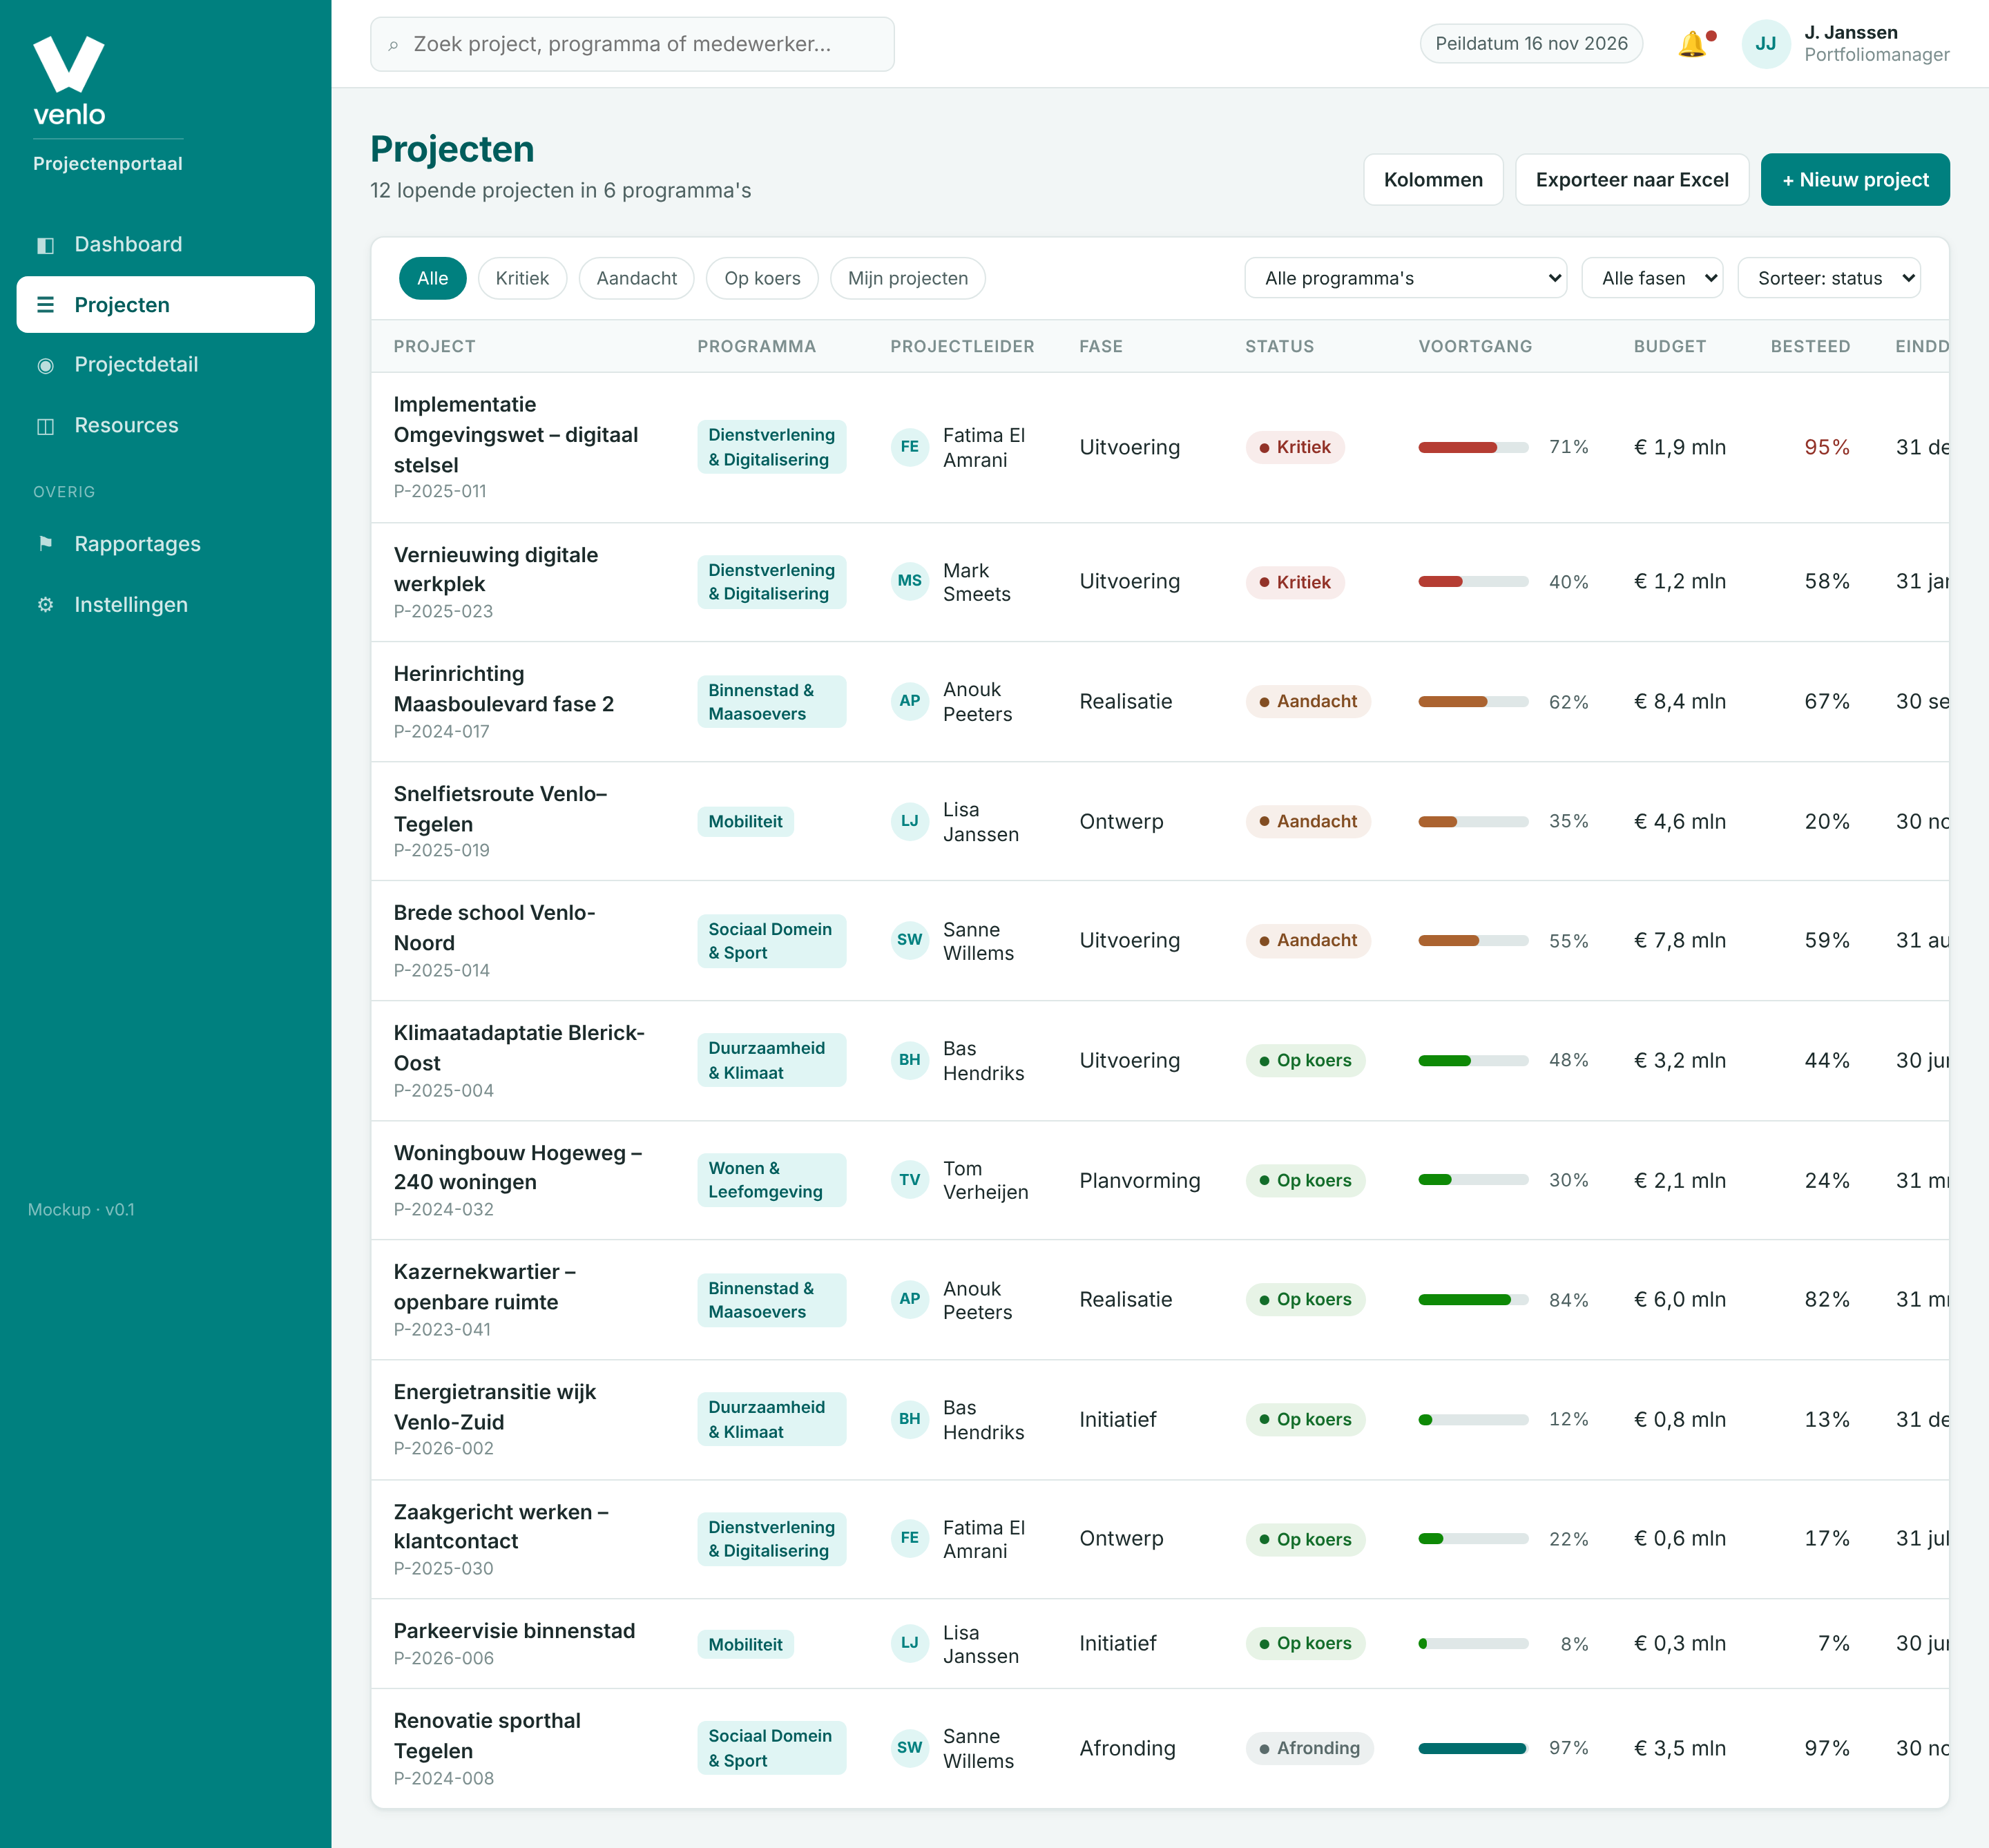 venlo
Projectenportaal
Dashboard
Projecten
Projectdetail
Resources
OVERIG
Rapportages
Instellingen
Mockup · v0.1
Zoek project, programma of medewerker...
Peildatum 16 nov 2026
JJ
J. Janssen
Portfoliomanager
Projecten
12 lopende projecten in 6 programma's
Kolommen
Exporteer naar Excel
+ Nieuw project
Alle
Kritiek
Aandacht
Op koers
Mijn projecten
Alle programma's
Alle fasen
Sorteer: status
PROJECT PROGRAMMA PROJECTLEIDER FASE STATUS VOORTGANG BUDGET BESTEED EINDD
Implementatie
Omgevingswet – digitaal
stelsel
P-2025-011
Dienstverlening
& Digitalisering
FE
Fatima El
Amrani
Uitvoering
Kritiek
71%
€ 1,9 mln
95%
31 de
Vernieuwing digitale
werkplek
P-2025-023
Dienstverlening
& Digitalisering
MS
Mark
Smeets
Uitvoering
Kritiek
40%
€ 1,2 mln
58%
31 jan
Herinrichting
Maasboulevard fase 2
P-2024-017
Binnenstad &
Maasoevers
AP
Anouk
Peeters
Realisatie
Aandacht
62%
€ 8,4 mln
67%
30 se
Snelfietsroute Venlo–
Tegelen
P-2025-019
Mobiliteit
LJ
Lisa
Janssen
Ontwerp
Aandacht
35%
€ 4,6 mln
20%
30 no
Brede school Venlo-
Noord
P-2025-014
Sociaal Domein
& Sport
SW
Sanne
Willems
Uitvoering
Aandacht
55%
€ 7,8 mln
59%
31 au
Klimaatadaptatie Blerick-
Oost
P-2025-004
Duurzaamheid
& Klimaat
BH
Bas
Hendriks
Uitvoering
Op koers
48%
€ 3,2 mln
44%
30 jun
Woningbouw Hogeweg –
240 woningen
P-2024-032
Wonen &
Leefomgeving
TV
Tom
Verheijen
Planvorming
Op koers
30%
€ 2,1 mln
24%
31 m
Kazernekwartier –
openbare ruimte
P-2023-041
Binnenstad &
Maasoevers
AP
Anouk
Peeters
Realisatie
Op koers
84%
€ 6,0 mln
82%
31 m
Energietransitie wijk
Venlo-Zuid
P-2026-002
Duurzaamheid
& Klimaat
BH
Bas
Hendriks
Initiatief
Op koers
12%
€ 0,8 mln
13%
31 de
Zaakgericht werken –
klantcontact
P-2025-030
Dienstverlening
& Digitalisering
FE
Fatima El
Amrani
Ontwerp
Op koers
22%
€ 0,6 mln
17%
31 jul
Parkeervisie binnenstad
P-2026-006
Mobiliteit
LJ
Lisa
Janssen
Initiatief
Op koers
8%
€ 0,3 mln
7%
30 jun
Renovatie sporthal
Tegelen
P-2024-008
Sociaal Domein
& Sport
SW
Sanne
Willems
Afronding
Afronding
97%
€ 3,5 mln
97%
30 no